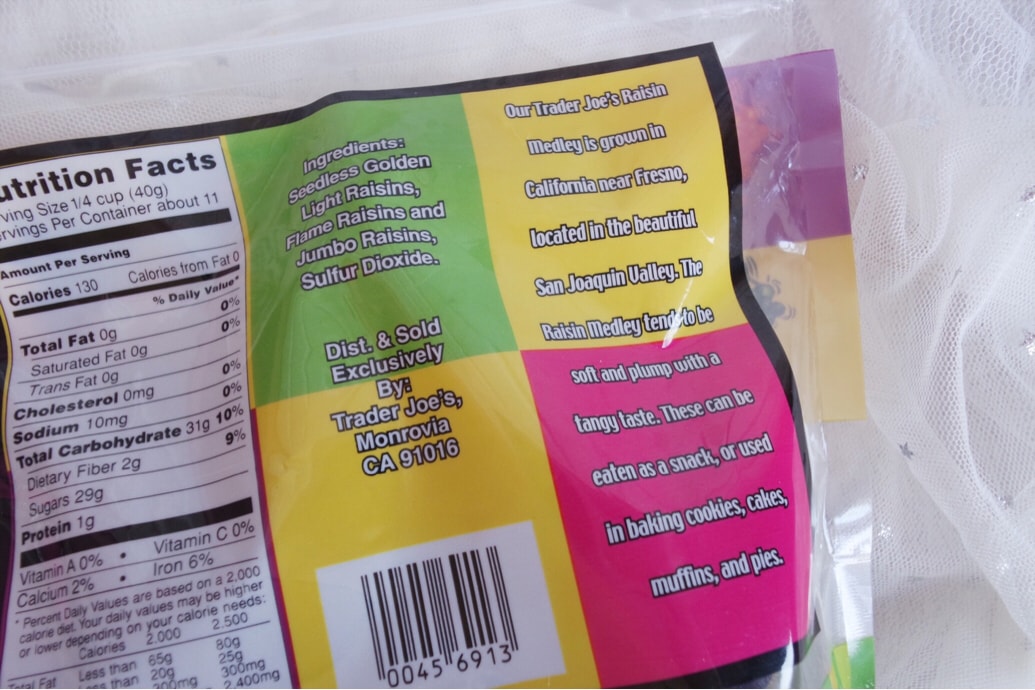 utrition Facts
ving Size 1/4 cup (40g)
rvings Per Container about 11
Amount Per Serving
Calories 130 Calories from Fat 0
% Daily Value*
Total Fat 0g 0%
Saturated Fat 0g 0%
Trans Fat 0g
Cholesterol 0mg 0%
Sodium 10mg 0%
Total Carbohydrate 31g 10%
Dietary Fiber 2g 9%
Sugars 29g
Protein 1g
Vitamin A 0% • Vitamin C 0%
Calcium 2% • Iron 6%
* Percent Daily Values are based on a 2,000
calorie diet. Your daily values may be higher
or lower depending on your calorie needs:
Calories 2.000 2.500
Total Fat Less than 65g 80g
Less than 20g 25g
300mg 300mg
2,400mg
Ingredients:
Seedless Golden
Light Raisins,
Flame Raisins and
Jumbo Raisins,
Sulfur Dioxide.
Dist. & Sold
Exclusively
By:
Trader Joe's,
Monrovia
CA 91016
0045 6913
Our Trader Joe's Raisin
Medley is grown in
California near Fresno,
located in the beautiful
San Joaquin Valley. The
Raisin Medley tend to be
soft and plump with a
tangy taste. These can be
eaten as a snack, or used
in baking cookies, cakes,
muffins, and pies.